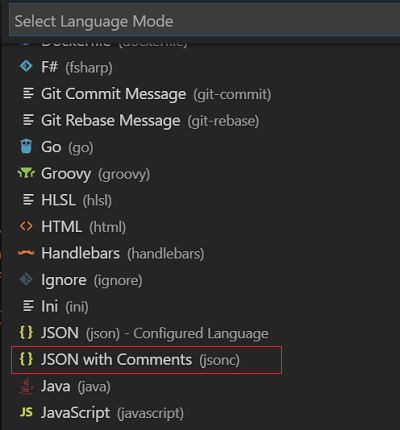 Select Language Mode
Dockerfile (dockerfile)
F# (fsharp)
Git Commit Message (git-commit)
Git Rebase Message (git-rebase)
Go (go)
Groovy (groovy)
HLSL (hlsl)
HTML (html)
Handlebars (handlebars)
Ignore (ignore)
Ini (ini)
JSON (json) - Configured Language
JSON with Comments (jsonc)
Java (java)
JS JavaScript (javascript)